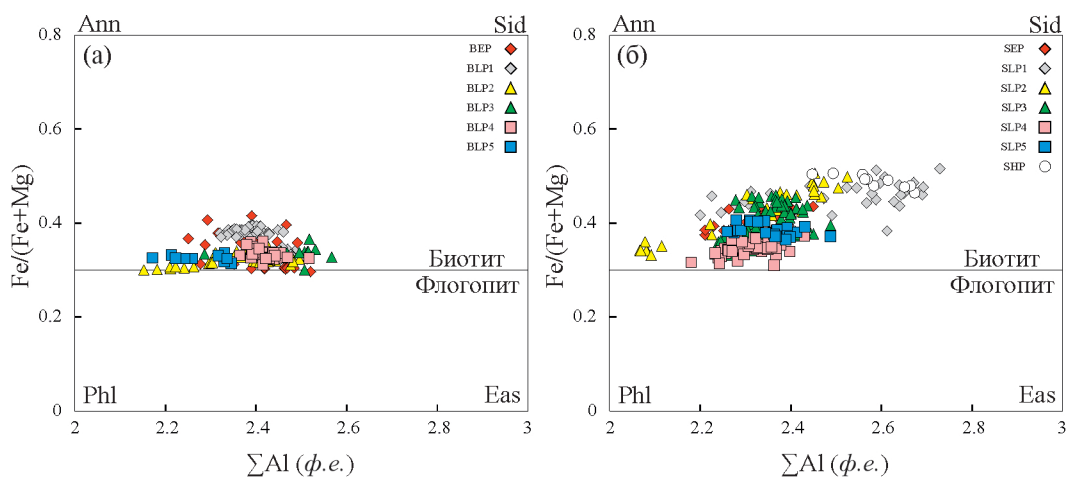 Ann
Sid
(а)
BEP
BLP1
BLP2
BLP3
BLP4
BLP5
0.8
0.6
0.4
0.2
0
Fe/(Fe+Mg)
Биотит
Флогопит
Phl
Eas
2
2.2
2.4
2.6
2.8
3
∑Al (ф.е.)
Ann
Sid
(б)
SEP
SLP1
SLP2
SLP3
SLP4
SLP5
SHP
0.8
0.6
0.4
0.2
0
Fe/(Fe+Mg)
Биотит
Флогопит
Phl
Eas
2
2.2
2.4
2.6
2.8
3
∑Al (ф.е.)